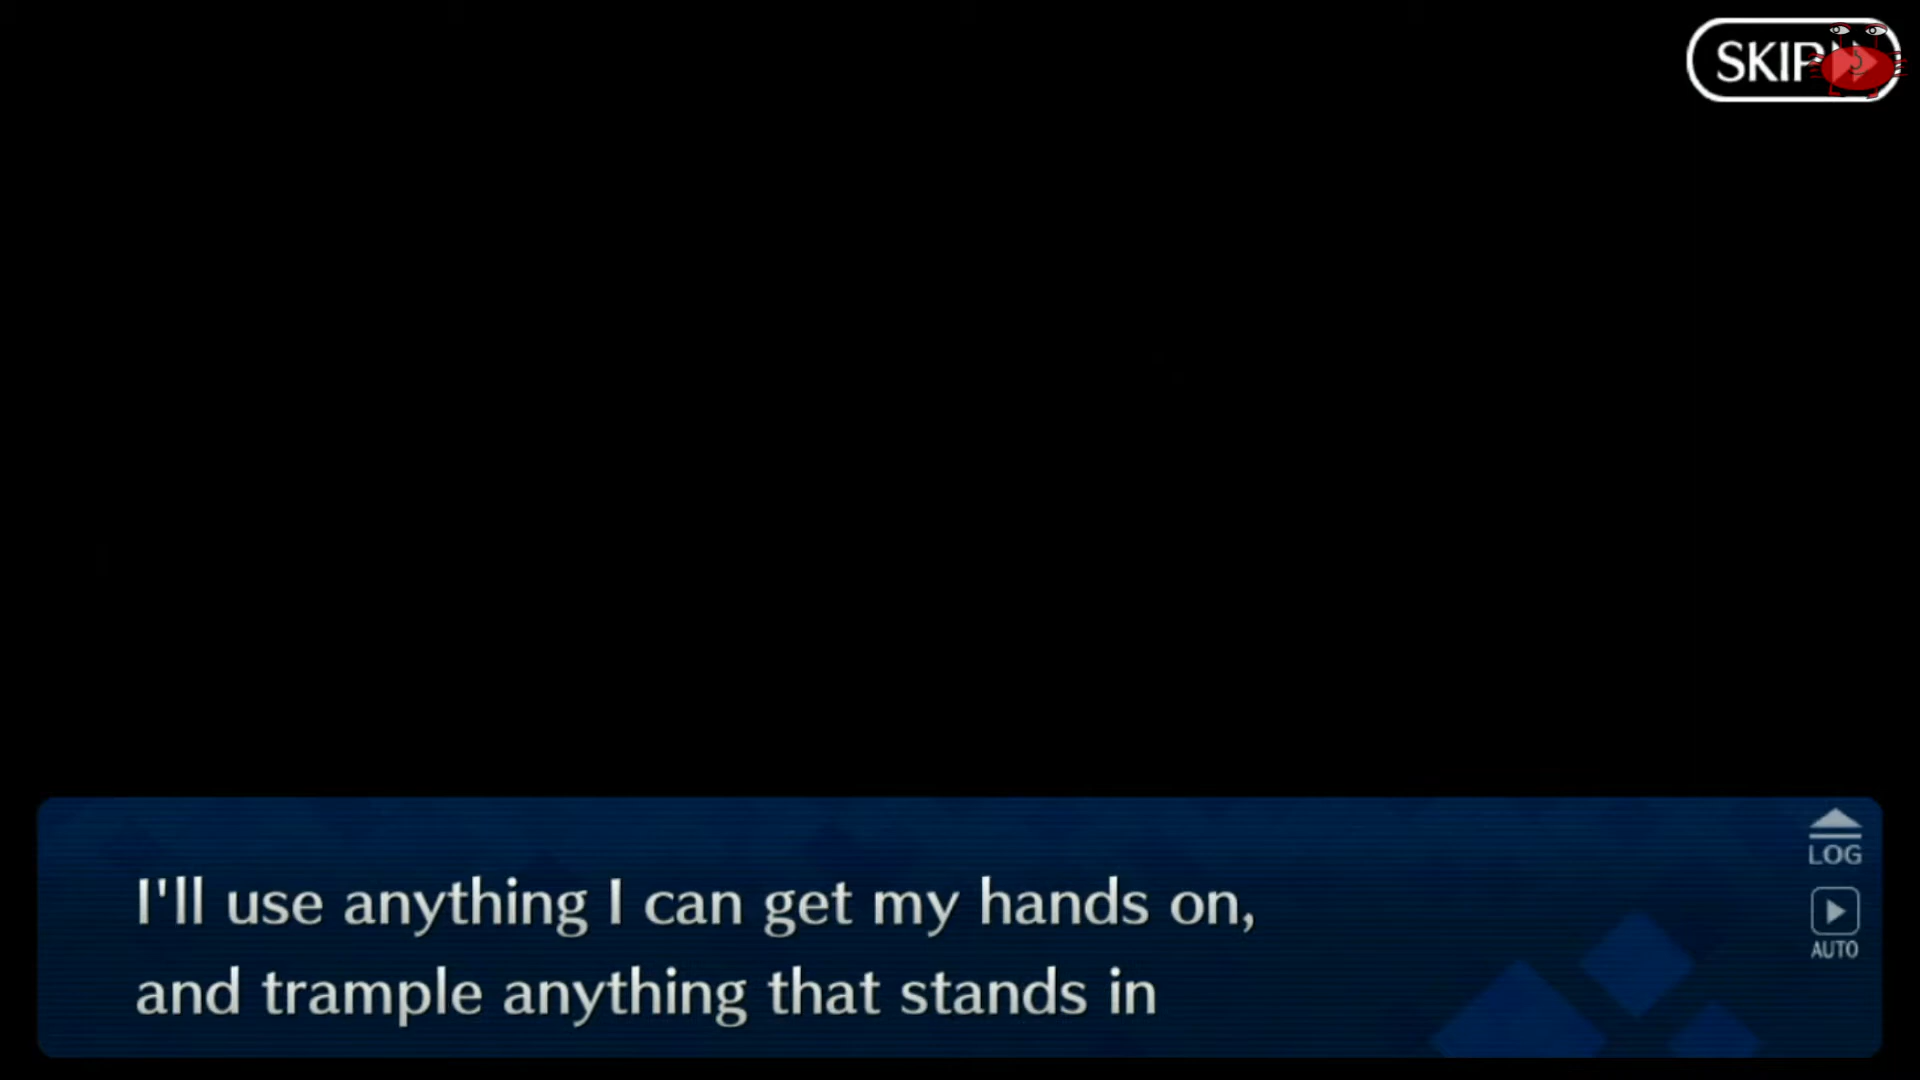 SKIP
I'll use anything I can get my hands on,
and trample anything that stands in
LOG
AUTO